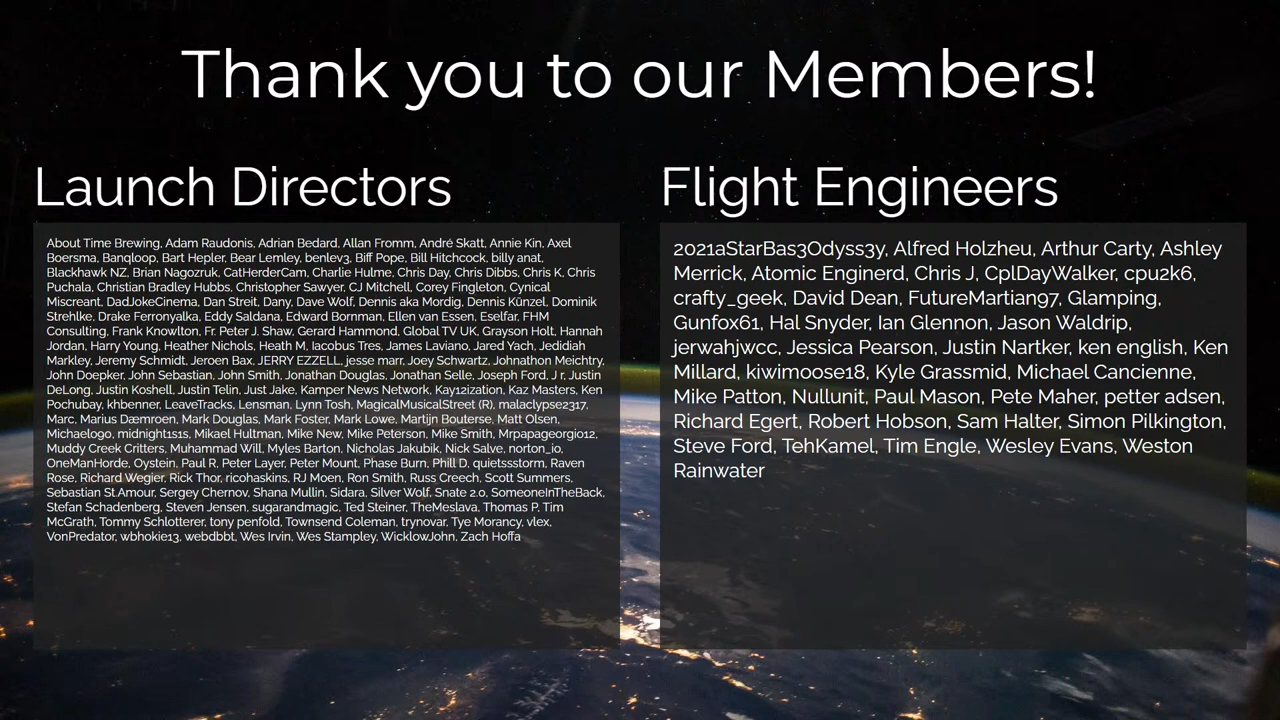 Thank you to our Members!
Launch Directors
About Time Brewing, Adam Raudonis, Adrian Bedard, Allan Fromm, André Skatt, Annie Kin, Axel
Boersma, Banqloop, Bart Hepler, Bear Lemley, benlev3, Biff Pope, Bill Hitchcock, billy anat,
Blackhawk NZ, Brian Nagozruk, CatHerderCam, Charlie Hulme, Chris Day, Chris Dibbs, Chris K, Chris
Puchala, Christian Bradley Hubbs, Christopher Sawyer, CJ Mitchell, Corey Fingleton, Cynical
Miscreant, DadJokeCinema, Dan Streit, Dany, Dave Wolf, Dennis aka Mordig, Dennis Künzel, Dominik
Strehlke, Drake Ferronyalka, Eddy Saldana, Edward Bornman, Ellen van Essen, Eselfar, FHM
Consulting, Frank Knowlton, Fr. Peter J. Shaw, Gerard Hammond, Global TV UK, Grayson Holt, Hannah
Jordan, Harry Young, Heather Nichols, Heath M, Iacobus Tres, James Laviano, Jared Yach, Jedidiah
Markley, Jeremy Schmidt, Jeroen Bax, JERRY EZZELL, jesse marr, Joey Schwartz, Johnathon Meichtry,
John Doepker, John Sebastian, John Smith, Jonathan Douglas, Jonathan Selle, Joseph Ford, J r, Justin
DeLong, Justin Koshell, Justin Telin, Just Jake, Kamper News Network, Kay1zization, Kaz Masters, Ken
Pochubay, khbenner, LeaveTracks, Lensman, Lynn Tosh, MagicalMusicalStreet (R), malaclypse2317,
Marc, Marius Dæmroen, Mark Douglas, Mark Foster, Mark Lowe, Martijn Bouterse, Matt Olsen,
Michaelogo, midnight1s1s, Mikael Hultman, Mike New, Mike Peterson, Mike Smith, Mrpapageorgio12,
Muddy Creek Critters, Muhammad Will, Myles Barton, Nicholas Jakubik, Nick Salve, norton_io,
OneManHorde, Oystein, Paul R, Peter Layer, Peter Mount, Phase Burn, Phill D, quietssstorm, Raven
Rose, Richard Wegier, Rick Thor, ricohaskins, RJ Moen, Ron Smith, Russ Creech, Scott Summers,
Sebastian St.Amour, Sergey Chernov, Shana Mullin, Sidara, Silver Wolf, Snate 2.0, SomeoneInTheBack,
Stefan Schadenberg, Steven Jensen, sugarandmagic, Ted Steiner, TheMeslava, Thomas P, Tim
McGrath, Tommy Schlotterer, tony penfold, Townsend Coleman, trynovar, Tye Morancy, vlex,
VonPredator, wbhokie13, webdbbt, Wes Irvin, Wes Stampley, WicklowJohn, Zach Hoffa
Flight Engineers
2021aStarBas3Odyss3y, Alfred Holzheu, Arthur Carty, Ashley
Merrick, Atomic Enginerd, Chris J, CplDayWalker, cpu2k6,
crafty_geek, David Dean, FutureMartian97, Glamping,
Gunfox61, Hal Snyder, Ian Glennon, Jason Waldrip,
jerwahjwcc, Jessica Pearson, Justin Nartker, ken english, Ken
Millard, kiwimoose18, Kyle Grassmid, Michael Cancienne,
Mike Patton, Nullunit, Paul Mason, Pete Maher, petter adsen,
Richard Egert, Robert Hobson, Sam Halter, Simon Pilkington,
Steve Ford, TehKamel, Tim Engle, Wesley Evans, Weston
Rainwater